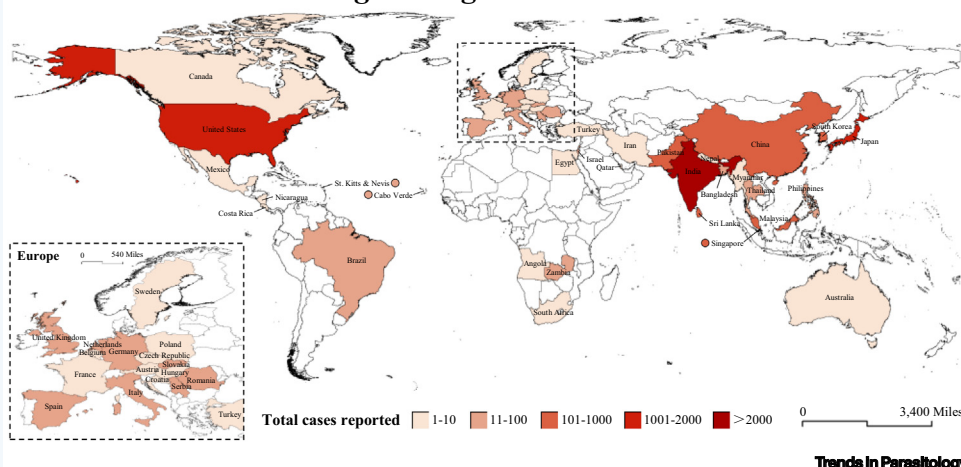 Canada
United States
Mexico
St. Kitts & Nevis
Cabo Verde
Nicaragua
Costa Rica
Brazil
Turkey
Iran
Israel
Egypt
Qatar
Pakistan
India
Nepal
China
South Korea
Japan
Bangladesh
Myanmar
Thailand
Philippines
Sri Lanka
Malaysia
Singapore
Angola
Zambia
South Africa
Australia
Europe
0 540 Miles
Sweden
United Kingdom
Netherlands
Belgium
Germany
Poland
Czech Republic
Slovakia
Austria
Hungary
France
Croatia
Romania
Serbia
Italy
Spain
Turkey
Total cases reported 1-10 11-100 101-1000 1001-2000 >2000
0 3,400 Miles
Trends in Parasitology